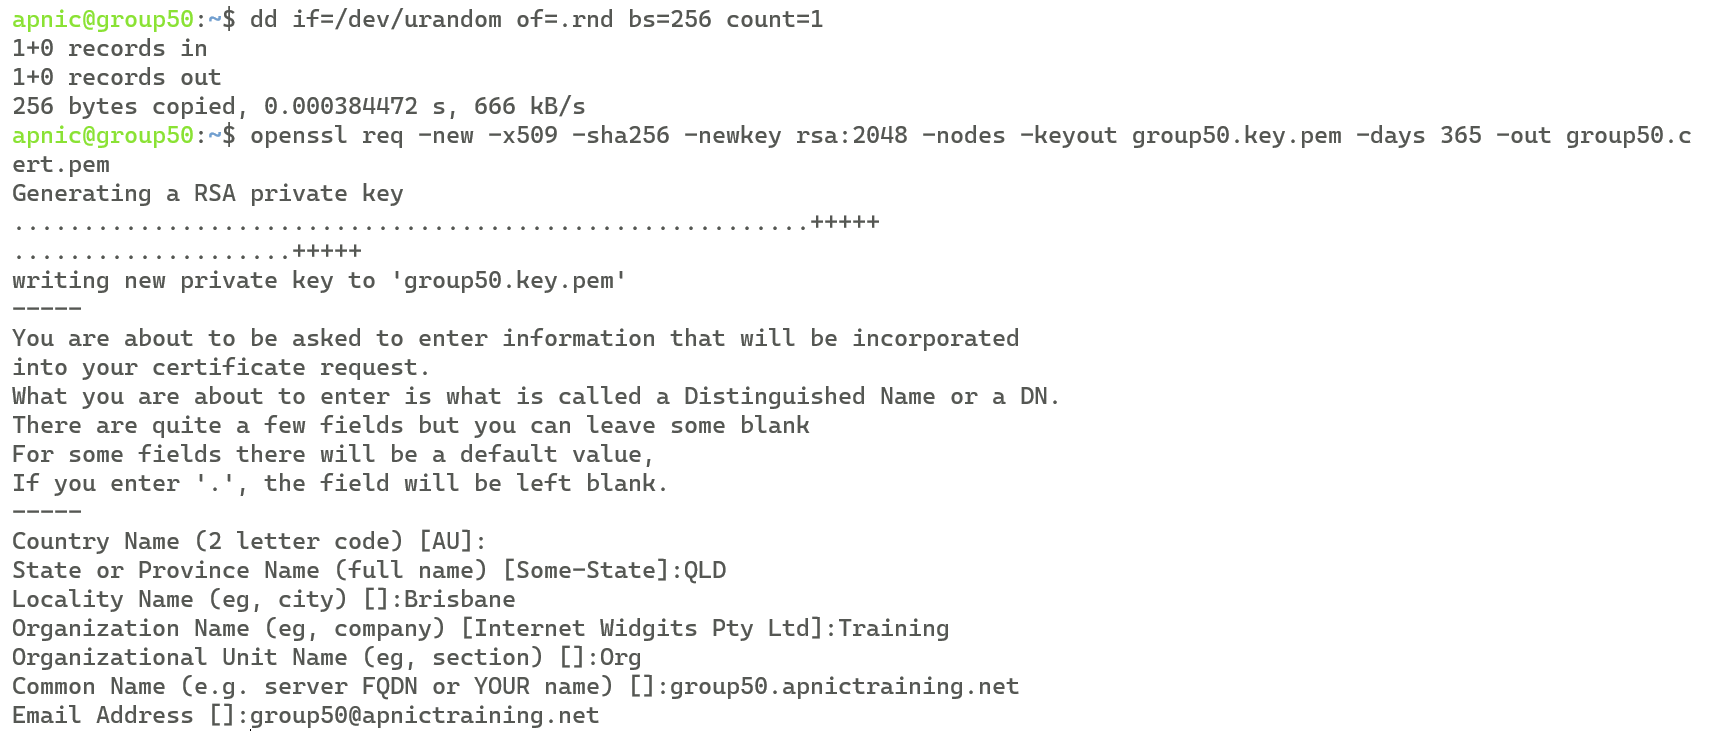 apnic@group50:~$ dd if=/dev/urandom of=.rnd bs=256 count=1
1+0 records in
1+0 records out
256 bytes copied, 0.000384472 s, 666 kB/s
apnic@group50:~$ openssl req -new -x509 -sha256 -newkey rsa:2048 -nodes -keyout group50.key.pem -days 365 -out group50.c
ert.pem
Generating a RSA private key
.........................................................+++++
....................+++++
writing new private key to 'group50.key.pem'
-----
You are about to be asked to enter information that will be incorporated
into your certificate request.
What you are about to enter is what is called a Distinguished Name or a DN.
There are quite a few fields but you can leave some blank
For some fields there will be a default value,
If you enter '.', the field will be left blank.
-----
Country Name (2 letter code) [AU]:
State or Province Name (full name) [Some-State]:QLD
Locality Name (eg, city) []:Brisbane
Organization Name (eg, company) [Internet Widgits Pty Ltd]:Training
Organizational Unit Name (eg, section) []:Org
Common Name (e.g. server FQDN or YOUR name) []:group50.apnictraining.net
Email Address []:group50@apnictraining.net